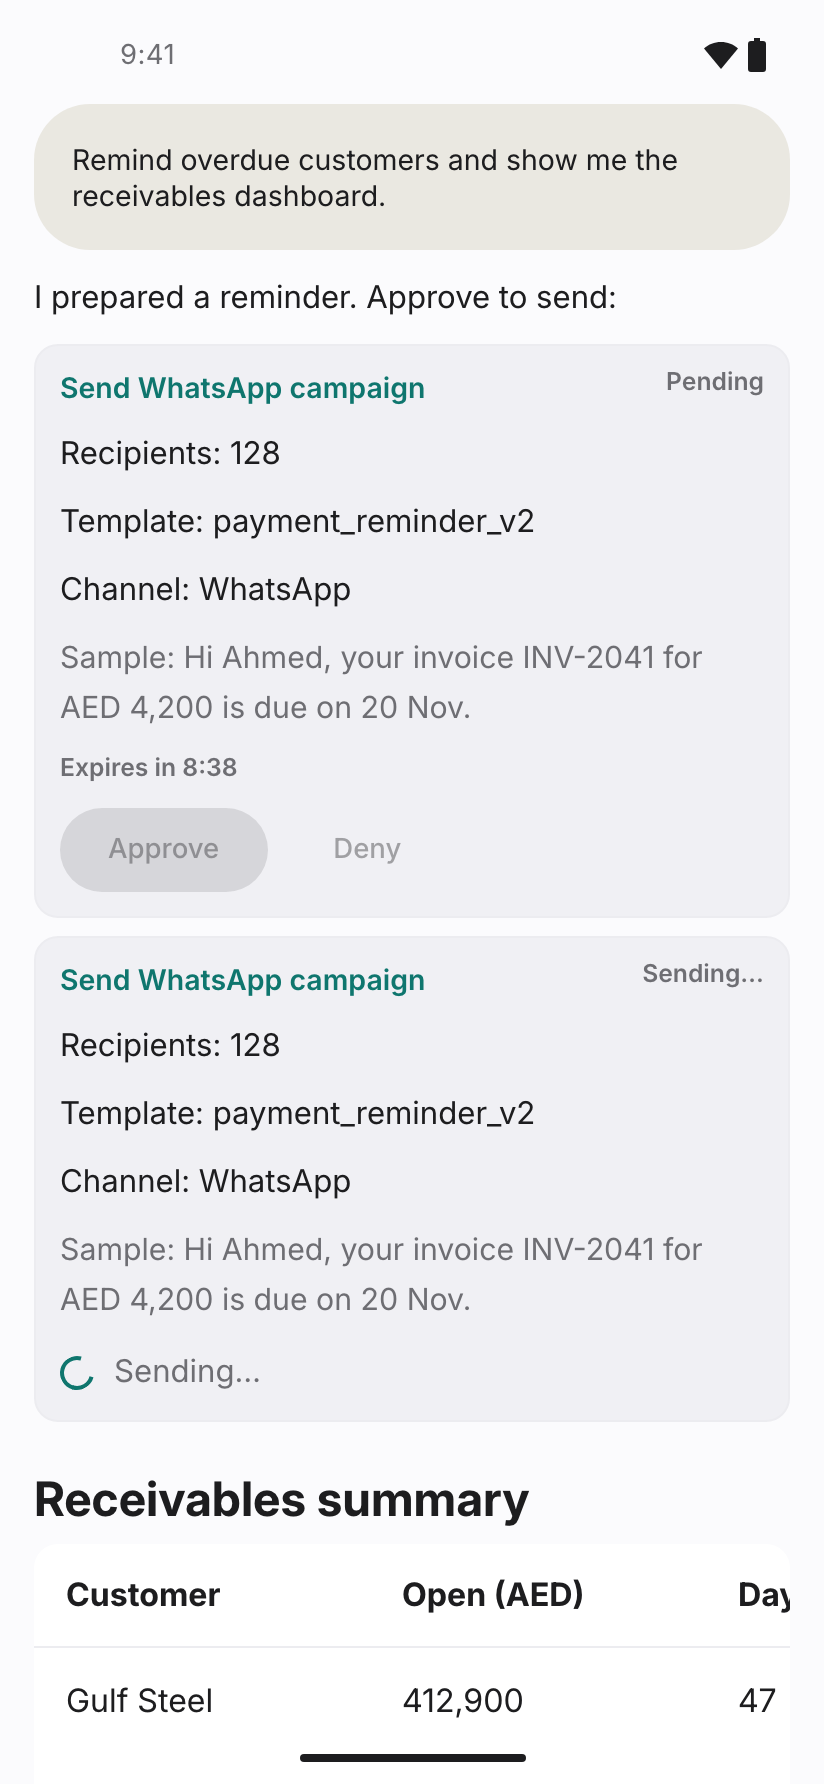 9:41
Remind overdue customers and show me the
receivables dashboard.
I prepared a reminder. Approve to send:
Send WhatsApp campaign
Pending
Recipients: 128
Template: payment_reminder_v2
Channel: WhatsApp
Sample: Hi Ahmed, your invoice INV-2041 for
AED 4,200 is due on 20 Nov.
Expires in 8:38
Approve Deny
Send WhatsApp campaign
Sending...
Recipients: 128
Template: payment_reminder_v2
Channel: WhatsApp
Sample: Hi Ahmed, your invoice INV-2041 for
AED 4,200 is due on 20 Nov.
Sending...
Receivables summary
Customer Open (AED) Day
Gulf Steel 412,900 47